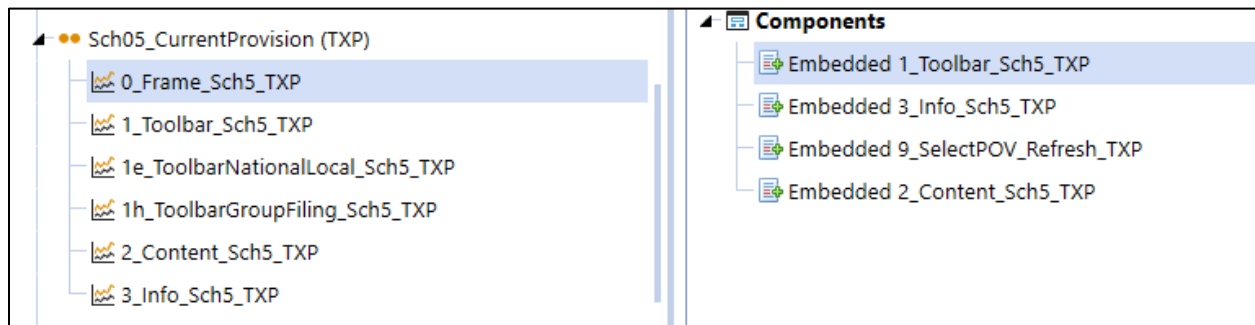 Sch05_CurrentProvision (TXP)
0_Frame_Sch5_TXP
1_Toolbar_Sch5_TXP
1e_ToolbarNationalLocal_Sch5_TXP
1h_ToolbarGroupFiling_Sch5_TXP
2_Content_Sch5_TXP
3_Info_Sch5_TXP
Components
Embedded 1_Toolbar_Sch5_TXP
Embedded 3_Info_Sch5_TXP
Embedded 9_SelectPOV_Refresh_TXP
Embedded 2_Content_Sch5_TXP